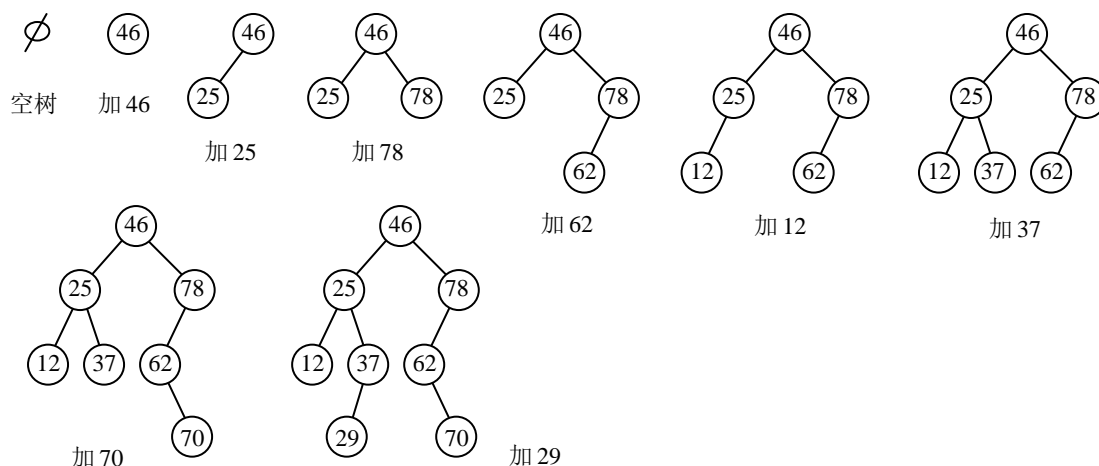 46 46 46 46 46 46
25 25 78 25 78 25 78 25 78
空树 加 46
加 25 加 78
62 12 62 12 37 62
加 62 加 12 加 37
46 46
25 78 25 78
12 37 62 12 37 62
70 29 70
加 70 加 29